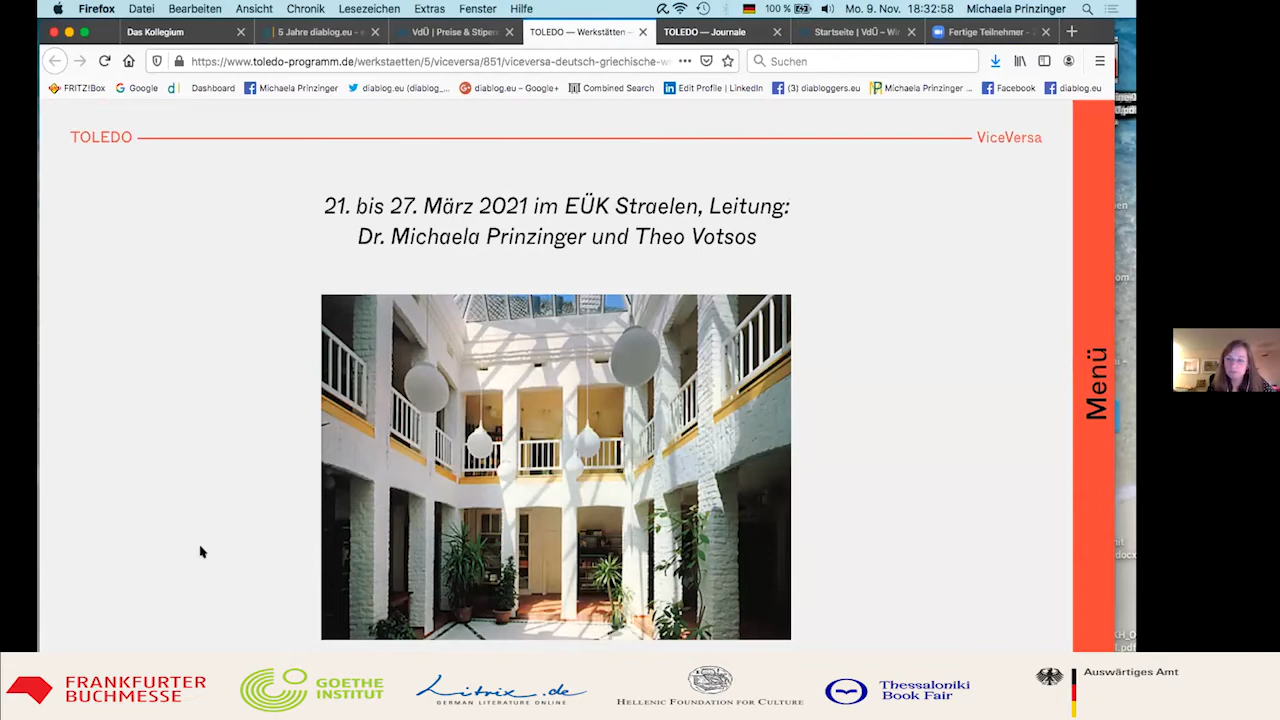 Firefox Datei Bearbeiten Ansicht Chronik Lesezeichen Extras Fenster Hilfe 100 % Mo. 9. Nov. 18:32:58 Michaela Prinzinger
Das Kollegium 5 Jahre diablog.eu - e VdÜ | Preise & Stipen TOLEDO — Werkstätten – TOLEDO — Journale Startseite | VdÜ – Wir Fertige Teilnehmer - Z
https://www.toledo-programm.de/werkstaetten/5/viceversa/851/viceversa-deutsch-griechische-w Suchen
FRITZ!Box Google Dashboard Michaela Prinzinger diablog.eu (diablog_... diablog.eu – Google+ Combined Search Edit Profile | LinkedIn (3) diabloggers.eu Michaela Prinzinger ... Facebook diablog.eu
TOLEDO ViceVersa
21. bis 27. März 2021 im EÜK Straelen, Leitung:
Dr. Michaela Prinzinger und Theo Votsos
Menü
FRANKFURTER
BUCHMESSE
GOETHE
INSTITUT
Litrix.de
GERMAN LITERATURE ONLINE
HELLENIC FOUNDATION FOR CULTURE
Thessaloniki
Book Fair
Auswärtiges Amt